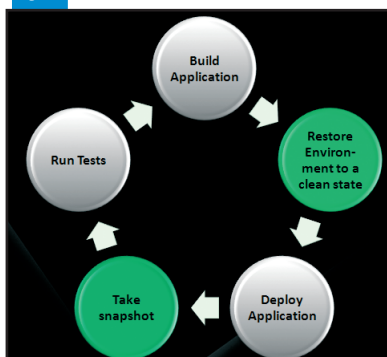 Build
Application
Restore
Environ-
ment to a
clean state
Deploy
Application
Take
snapshot
Run Tests